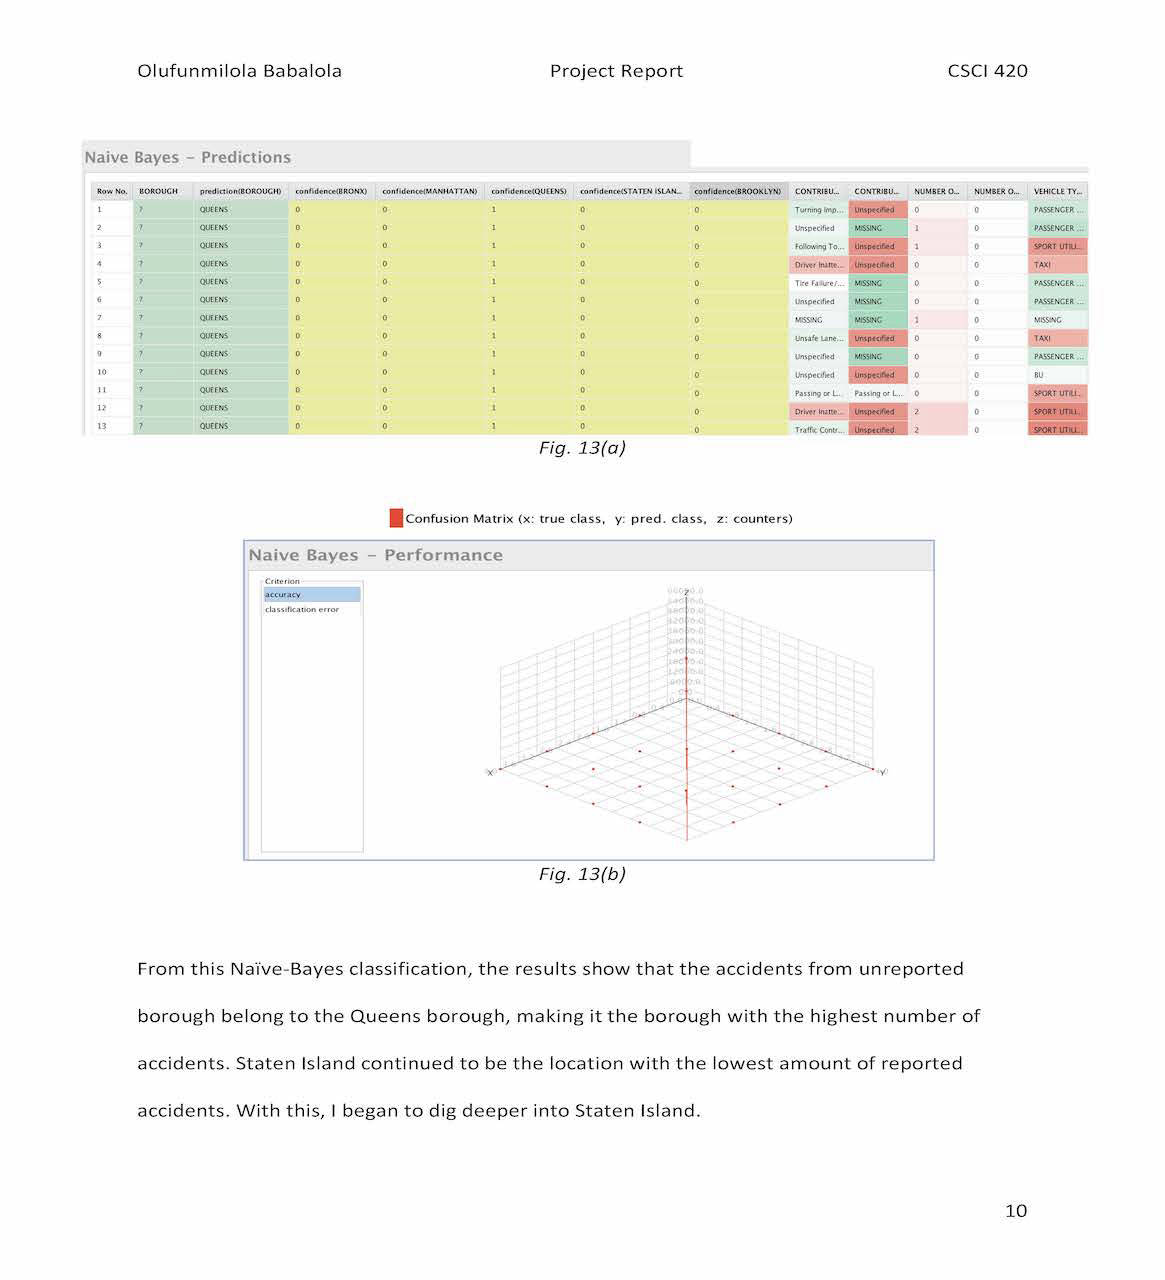 Olufunmilola Babalola Project Report CSCI 420
Naive Bayes – Predictions
Row No. BOROUGH prediction(BOROUGH) confidence(BRONX) confidence(MANHATTAN) confidence(QUEENS) confidence(STATEN ISLAN... confidence(BROOKLYN) CONTRIBU... CONTRIBU... NUMBER O... NUMBER O... VEHICLE TY...
1 ? QUEENS 0 0 1 0 0 Turning Imp... Unspecified 0 0 PASSENGER ...
2 ? QUEENS 0 0 1 0 0 Unspecified MISSING 1 0 PASSENGER ...
3 ? QUEENS 0 0 1 0 0 Following To... Unspecified 1 0 SPORT UTILI...
4 ? QUEENS 0 0 1 0 0 Driver Inatte... Unspecified 0 0 TAXI
5 ? QUEENS 0 0 1 0 0 Tire Failure/... MISSING 0 0 PASSENGER ...
6 ? QUEENS 0 0 1 0 0 Unspecified MISSING 0 0 PASSENGER ...
7 ? QUEENS 0 0 1 0 0 MISSING MISSING 1 0 MISSING
8 ? QUEENS 0 0 1 0 0 Unsafe Lane... Unspecified 0 0 TAXI
9 ? QUEENS 0 0 1 0 0 Unspecified MISSING 0 0 PASSENGER ...
10 ? QUEENS 0 0 1 0 0 Unspecified Unspecified 0 0 BU
11 ? QUEENS 0 0 1 0 0 Passing or L... Passing or L... 0 0 SPORT UTILI...
12 ? QUEENS 0 0 1 0 0 Driver Inatte... Unspecified 2 0 SPORT UTILI...
13 ? QUEENS 0 0 1 0 0 Traffic Contr... Unspecified 2 0 SPORT UTILI...
Fig. 13(a)
Confusion Matrix (x: true class, y: pred. class, z: counters)
Naive Bayes – Performance
Criterion
accuracy
classification error
Z
X
Y
Fig. 13(b)
From this Naïve-Bayes classification, the results show that the accidents from unreported
borough belong to the Queens borough, making it the borough with the highest number of
accidents. Staten Island continued to be the location with the lowest amount of reported
accidents. With this, I began to dig deeper into Staten Island.
10